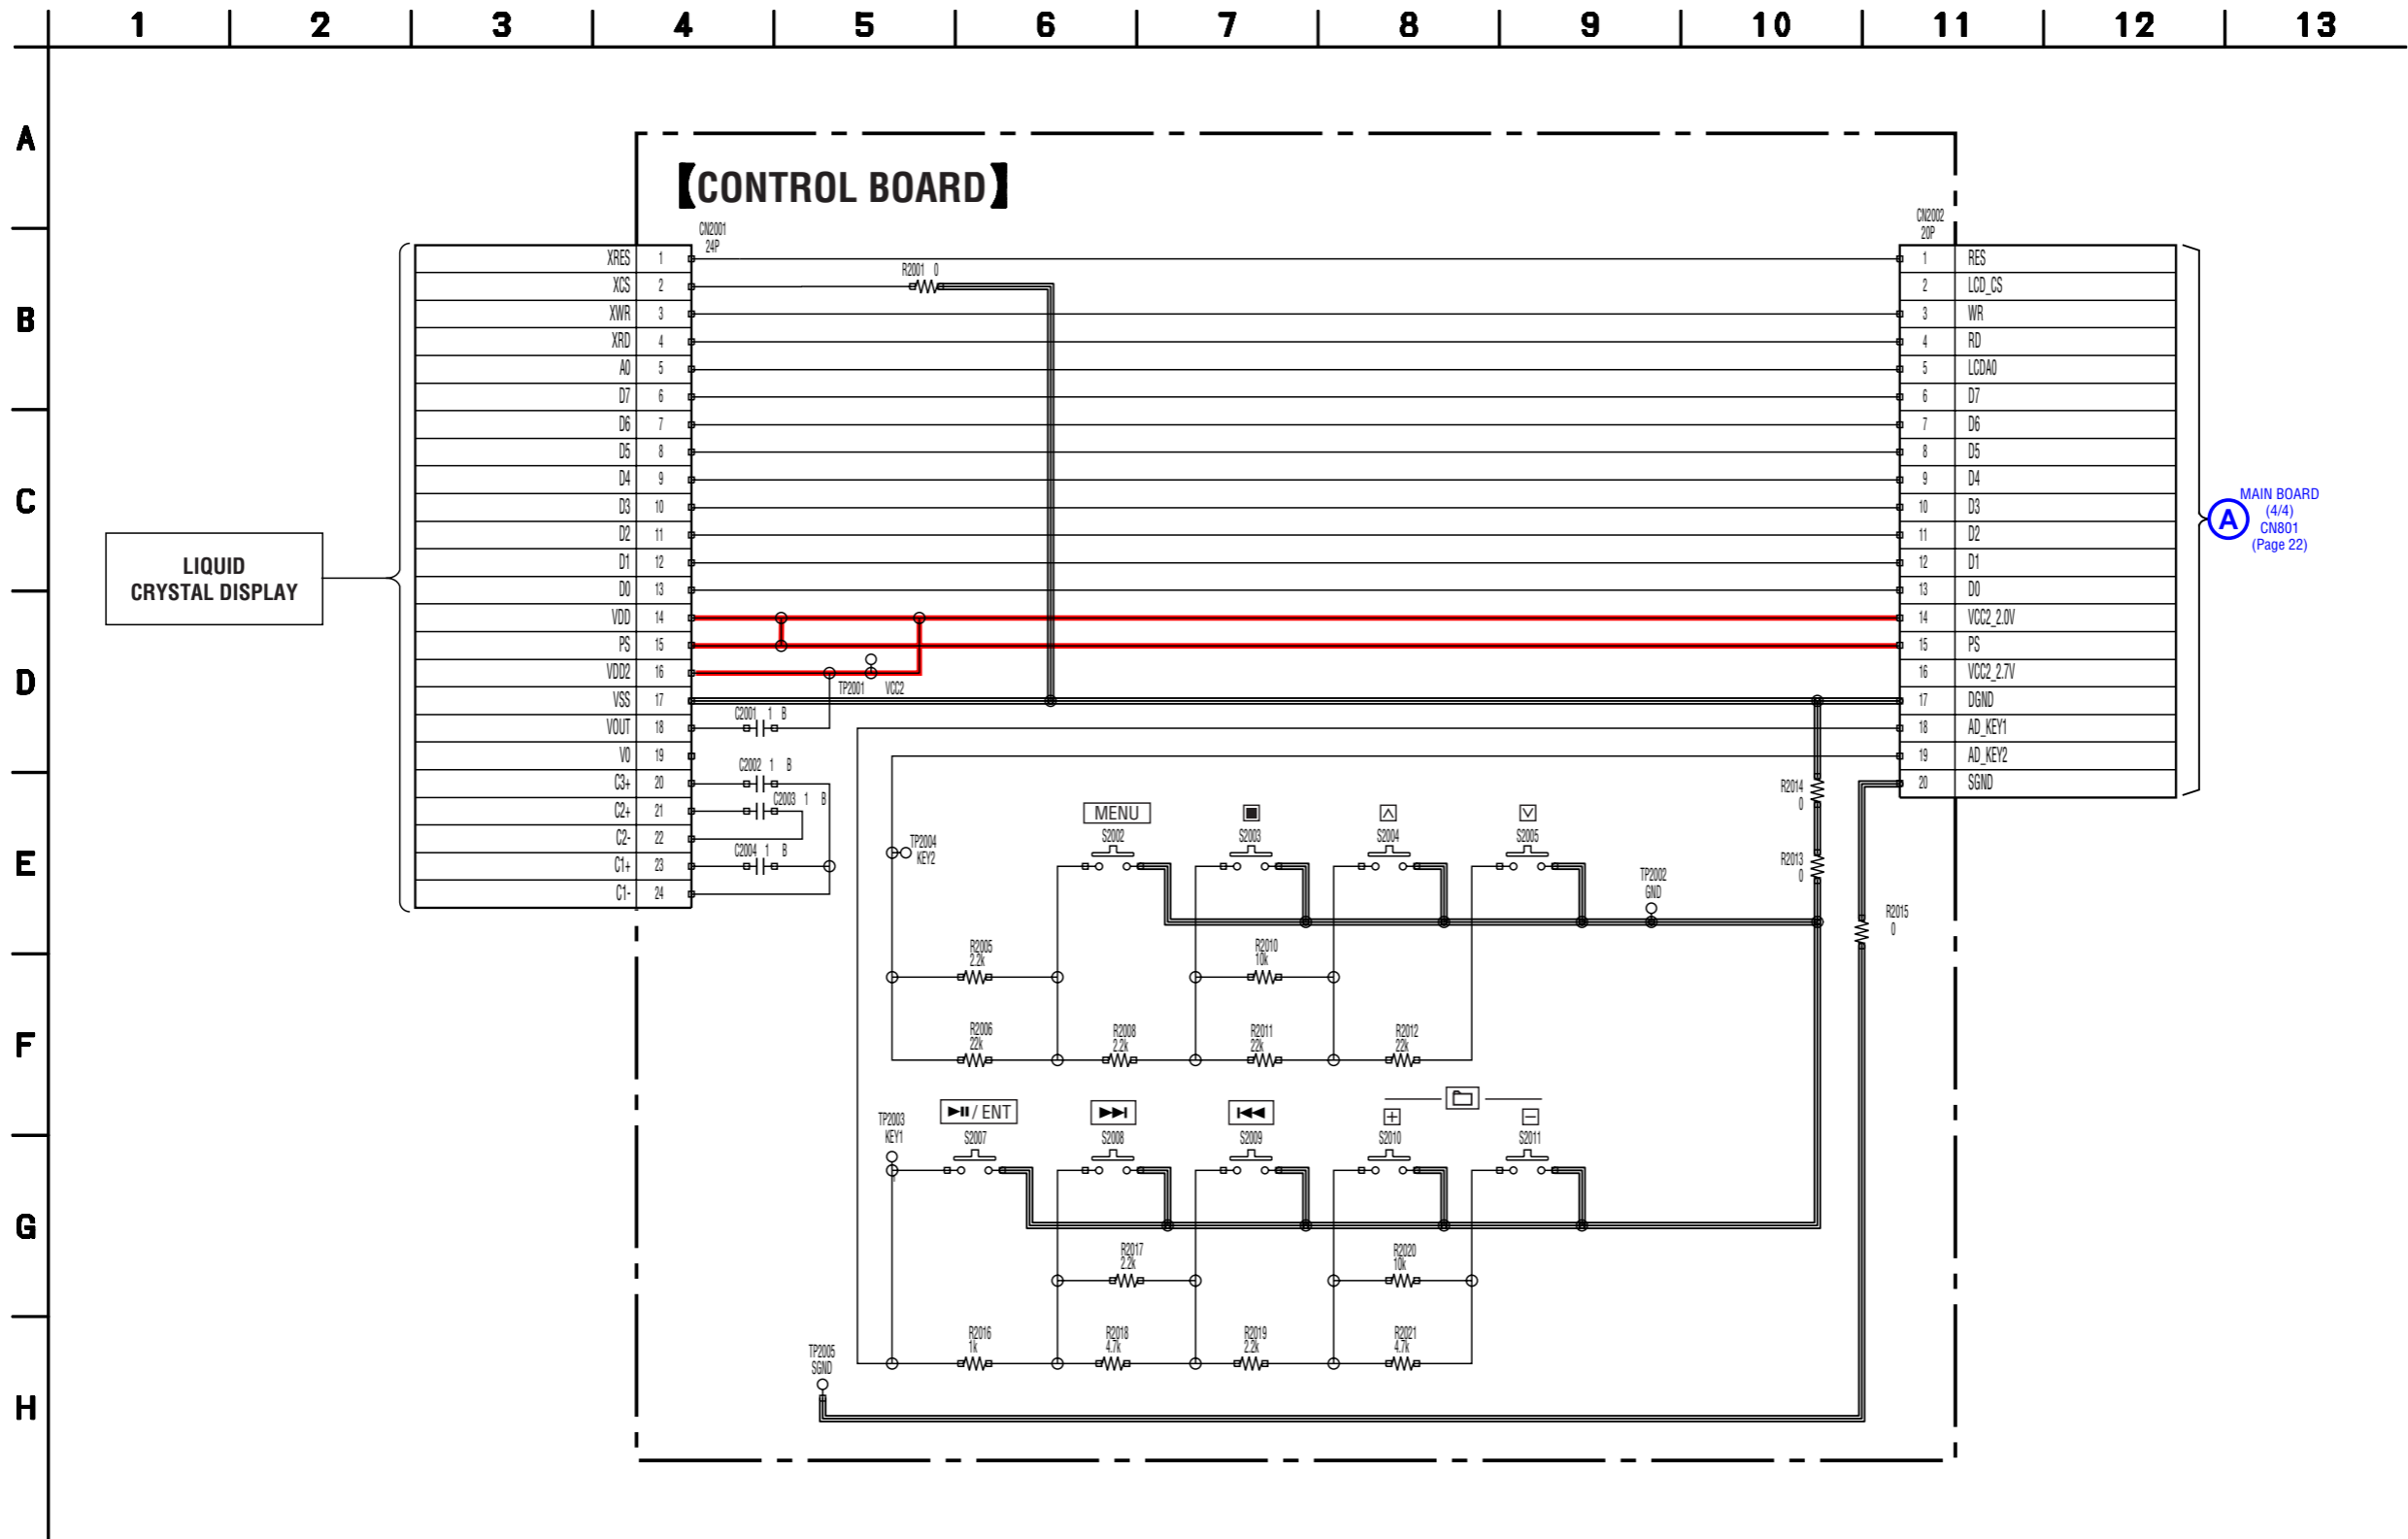 1 2 3 4 5 6 7 8 9 10 11 12 13
A
B
C
D
E
F
G
H
【CONTROL BOARD】
CN2001
24P
CN2002
20P
LIQUID
CRYSTAL DISPLAY
XRES 1
XCS 2
XWR 3
XRD 4
A0 5
D7 6
D6 7
D5 8
D4 9
D3 10
D2 11
D1 12
D0 13
VDD 14
PS 15
VDD2 16
VSS 17
VOUT 18
V0 19
C3+ 20
C2+ 21
C2- 22
C1+ 23
C1- 24
R2001 0
TP2001 VCC2
C2001 1 B
C2002 1 B
C2003 1 B
C2004 1 B
1 RES
2 LCD_CS
3 WR
4 RD
5 LCDA0
6 D7
7 D6
8 D5
9 D4
10 D3
11 D2
12 D1
13 D0
14 VCC2_2.0V
15 PS
16 VCC2_2.7V
17 DGND
18 AD_KEY1
19 AD_KEY2
20 SGND
A
MAIN BOARD
(4/4)
CN801
(Page 22)
R2014
0
R2013
0
R2015
0
TP2004
KEY2
MENU
S2002
S2003
S2004
S2005
TP2002
GND
R2005
2.2k
R2010
10k
R2006
22k
R2008
2.2k
R2011
22k
R2012
22k
TP2003
KEY1
▶II / ENT
S2007
S2008
S2009
S2010
S2011
R2017
2.2k
R2020
10k
R2016
1k
R2018
4.7k
R2019
2.2k
R2021
4.7k
TP2005
SGND